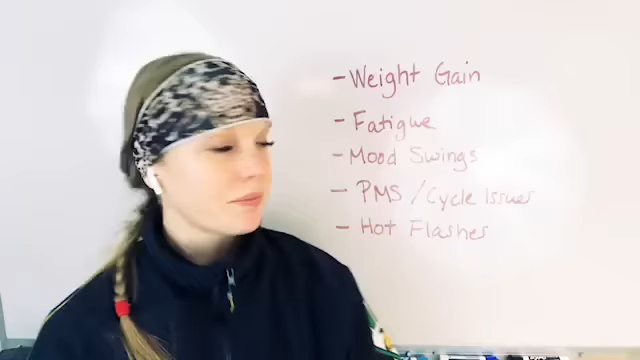 - Weight Gain
- Fatigue
- Mood Swings
- PMS / Cycle Issues
- Hot Flashes